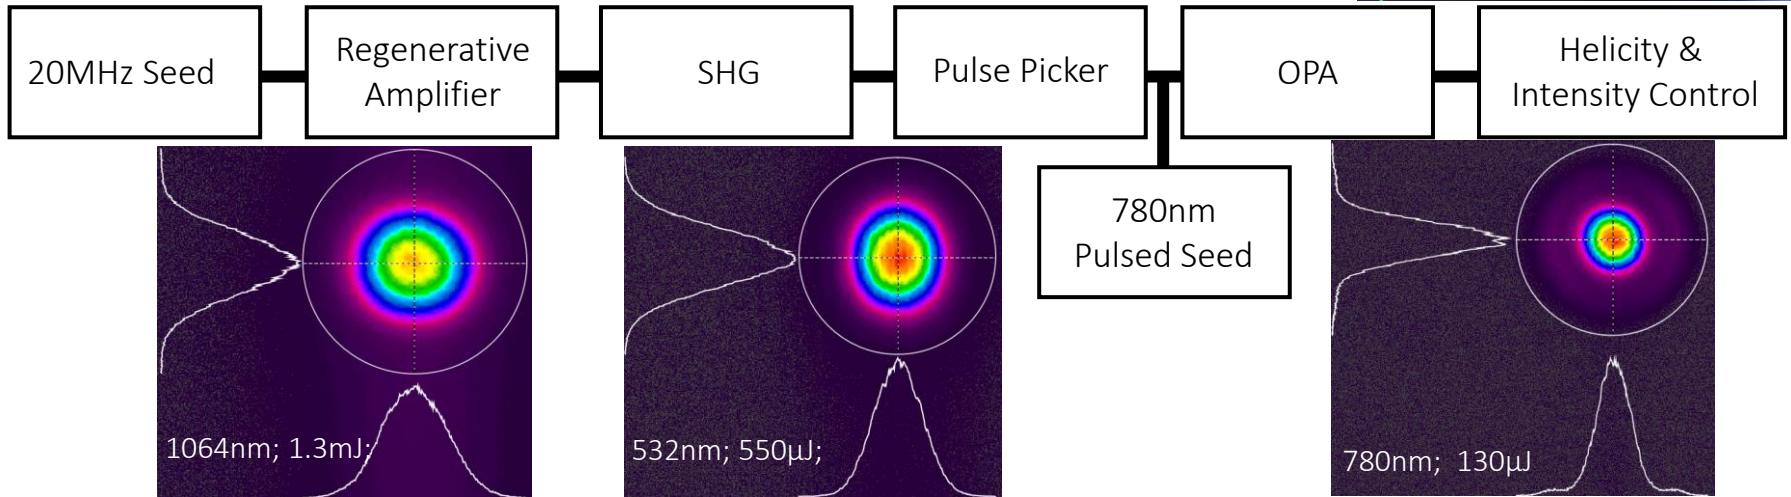 20MHz Seed
Regenerative
Amplifier
SHG
Pulse Picker
OPA
Helicity &
Intensity Control
780nm
Pulsed Seed
1064nm; 1.3mJ;
532nm; 550µJ;
780nm;  130µJ